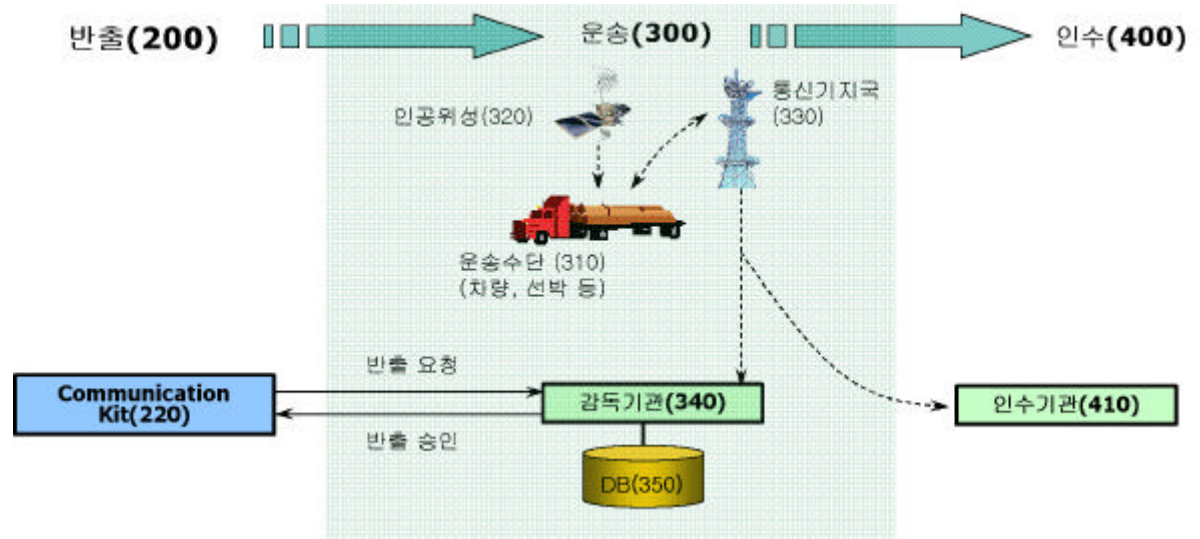 반출(200)
운송(300)
인수(400)
인공위성(320)
통신기지국
(330)
운송수단 (310)
(차량, 선박 등)
반출 요청
Communication
Kit(220)
감독기관(340)
인수기관(410)
반출 승인
DB(350)